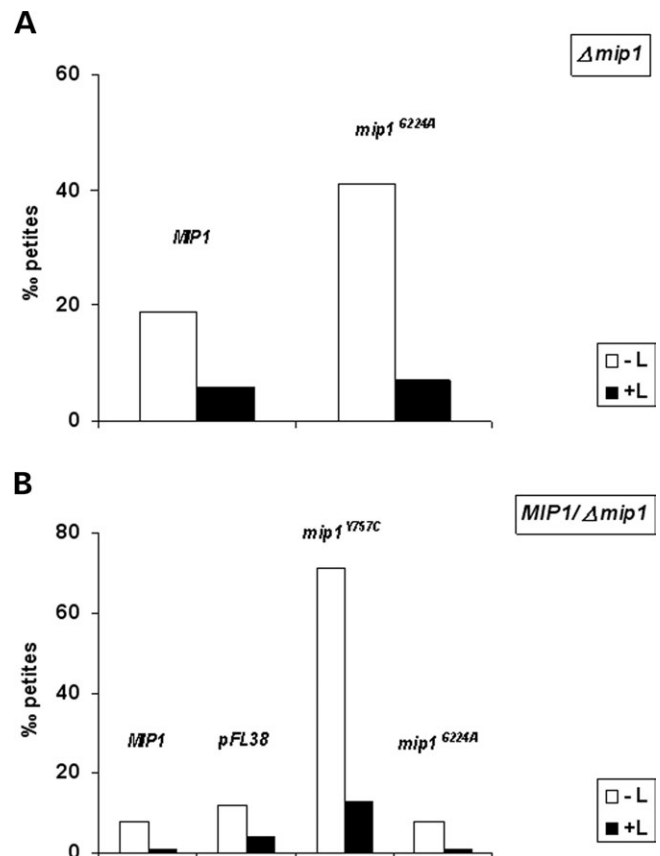 A
Δmip1
60
mip1 G224A
40
MIP1
‰ petites
20
- L
+L
0
B
MIP1/Δmip1
80
mip1 Y757C
60
‰ petites
40
MIP1 pFL38 mip1 G224A
20
- L
+L
0